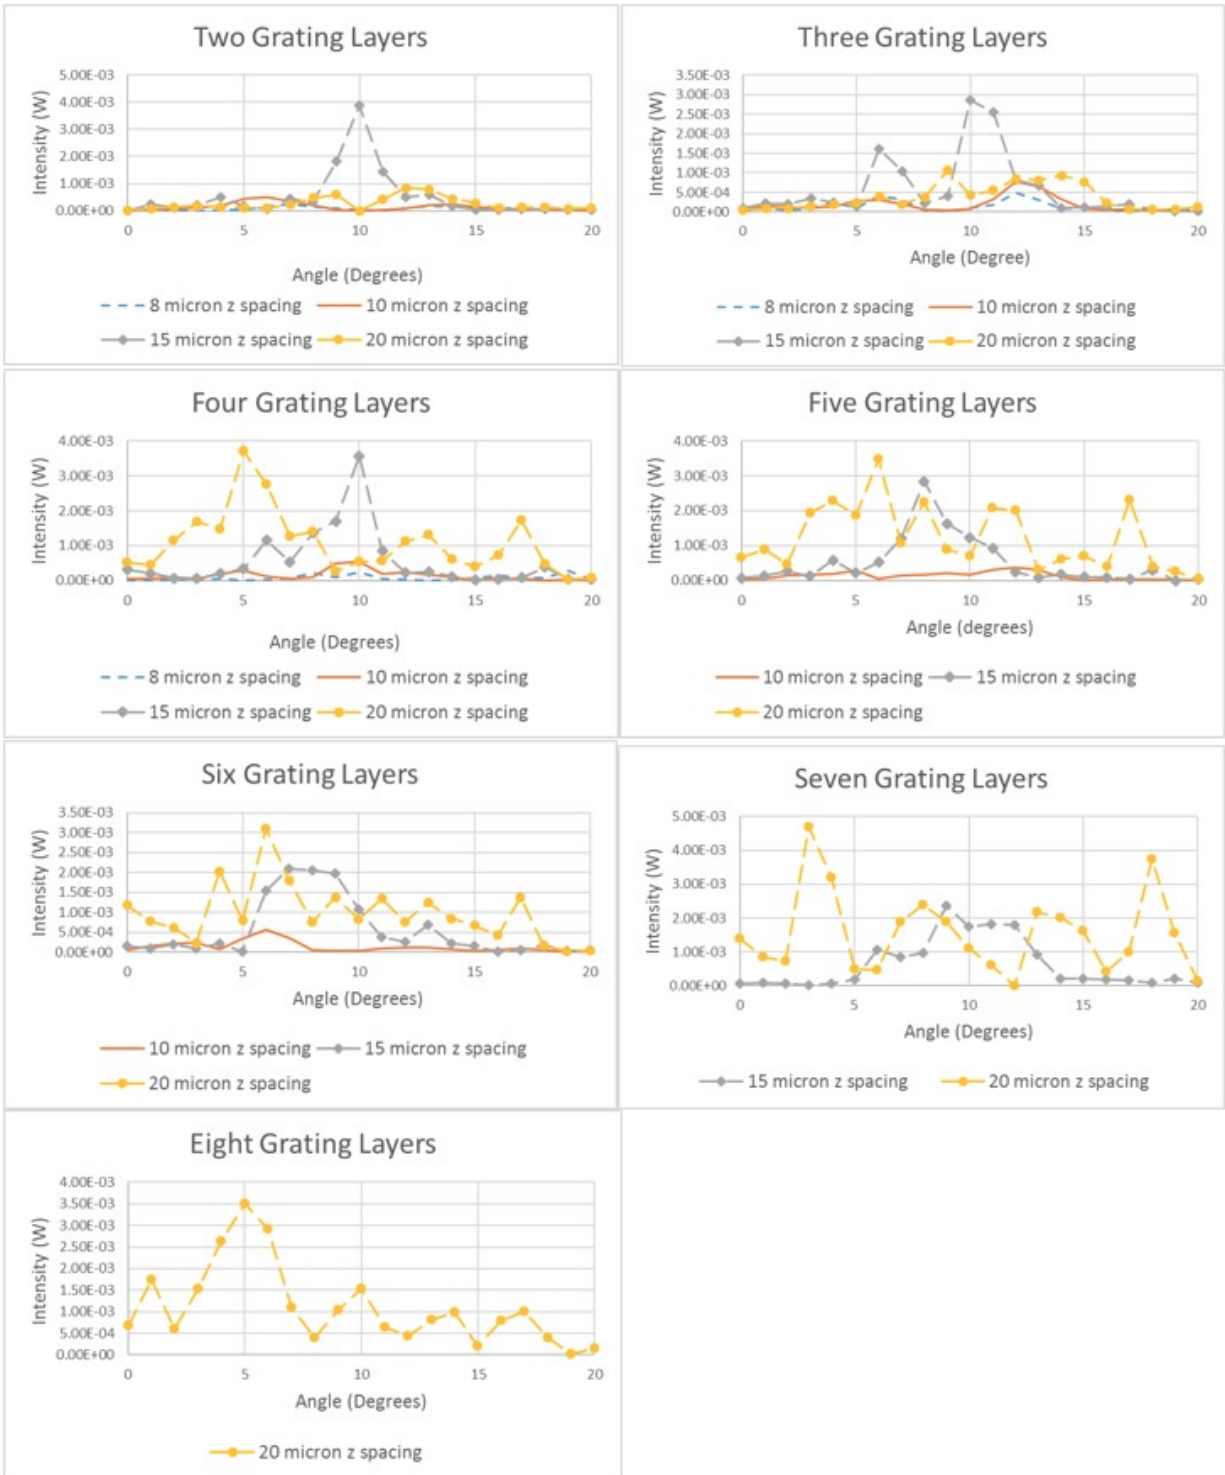 Two Grating Layers
5.00E-03
4.00E-03
3.00E-03
2.00E-03
1.00E-03
0.00E+00
Intensity (W)
0 5 10 15 20
Angle (Degrees)
8 micron z spacing 10 micron z spacing
15 micron z spacing 20 micron z spacing
Three Grating Layers
3.50E-03
3.00E-03
2.50E-03
2.00E-03
1.50E-03
1.00E-03
5.00E-04
0.00E+00
Intensity (W)
0 5 10 15 20
Angle (Degree)
8 micron z spacing 10 micron z spacing
15 micron z spacing 20 micron z spacing
Four Grating Layers
4.00E-03
3.00E-03
2.00E-03
1.00E-03
0.00E+00
Intensity (W)
0 5 10 15 20
Angle (Degrees)
8 micron z spacing 10 micron z spacing
15 micron z spacing 20 micron z spacing
Five Grating Layers
4.00E-03
3.00E-03
2.00E-03
1.00E-03
0.00E+00
Intensity (W)
0 5 10 15 20
Angle (degrees)
10 micron z spacing 15 micron z spacing
20 micron z spacing
Six Grating Layers
3.50E-03
3.00E-03
2.50E-03
2.00E-03
1.50E-03
1.00E-03
5.00E-04
0.00E+00
Intensity (W)
0 5 10 15 20
Angle (Degrees)
10 micron z spacing 15 micron z spacing
20 micron z spacing
Seven Grating Layers
5.00E-03
4.00E-03
3.00E-03
2.00E-03
1.00E-03
0.00E+00
Intensity (W)
0 5 10 15 20
Angle (Degrees)
15 micron z spacing 20 micron z spacing
Eight Grating Layers
4.00E-03
3.50E-03
3.00E-03
2.50E-03
2.00E-03
1.50E-03
1.00E-03
5.00E-04
0.00E+00
Intensity (W)
0 5 10 15 20
Angle (Degrees)
20 micron z spacing